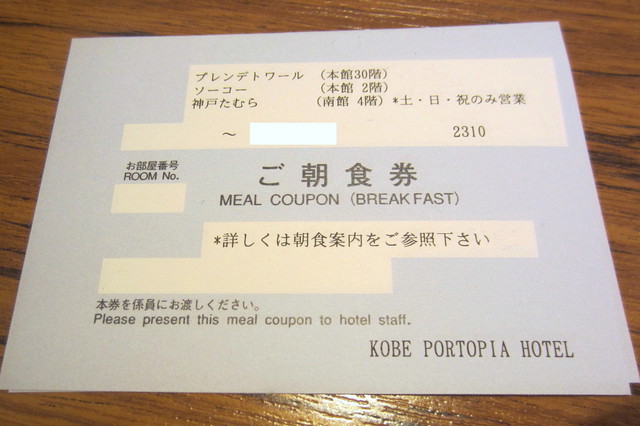 プレンデトワール (本館30階)
ソーコー (本館 2階)
神戸たむら (南館 4階) *土・日・祝のみ営業
～ 2310
お部屋番号
ROOM No.
ご朝食券
MEAL COUPON (BREAKFAST)
*詳しくは朝食案内をご参照下さい
本券を係員にお渡しください。
Please present this meal coupon to hotel staff.
KOBE PORTOPIA HOTEL